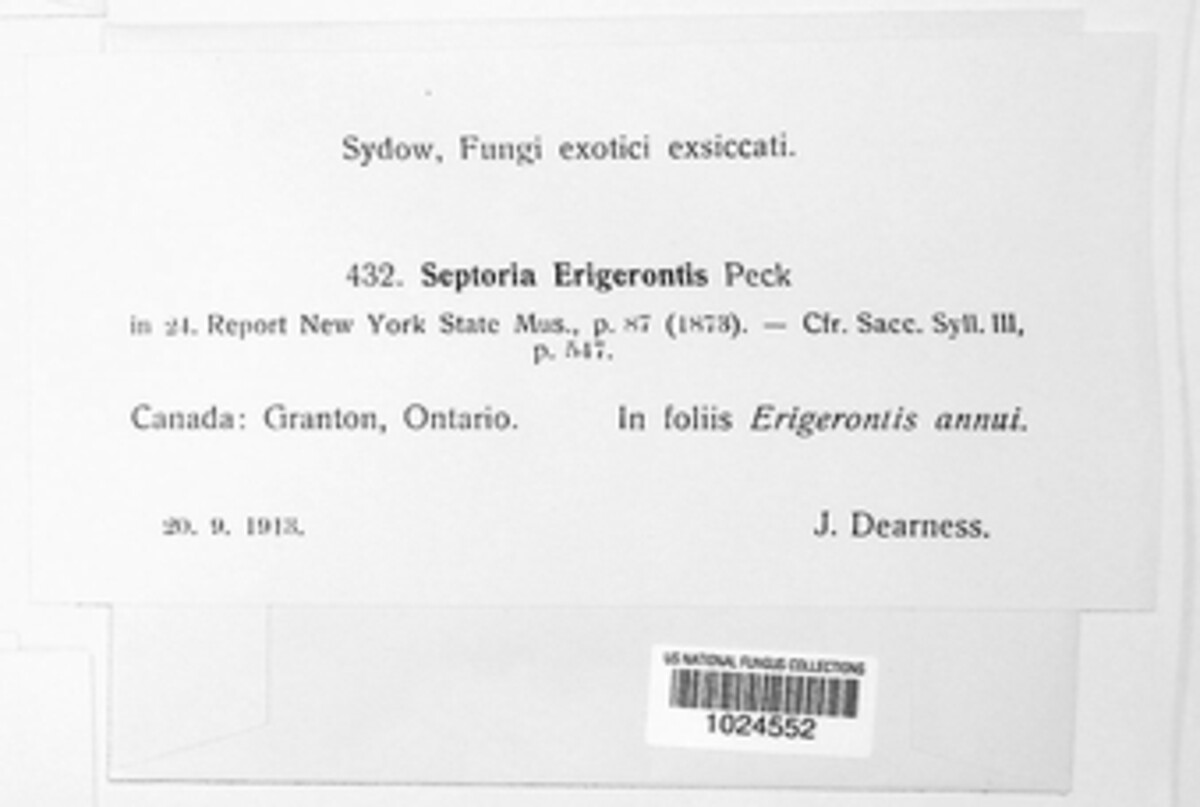 Sydow, Fungi exotici exsiccati.
432. Septoria Erigerontis Peck
in 24. Report New York State Mus., p. 87 (1873). — Cfr. Sacc. Syll. III,
p. 547.
Canada: Granton, Ontario. In foliis Erigerontis annui.
20. 9. 1913. J. Dearness.
US NATIONAL FUNGUS COLLECTIONS
1024552